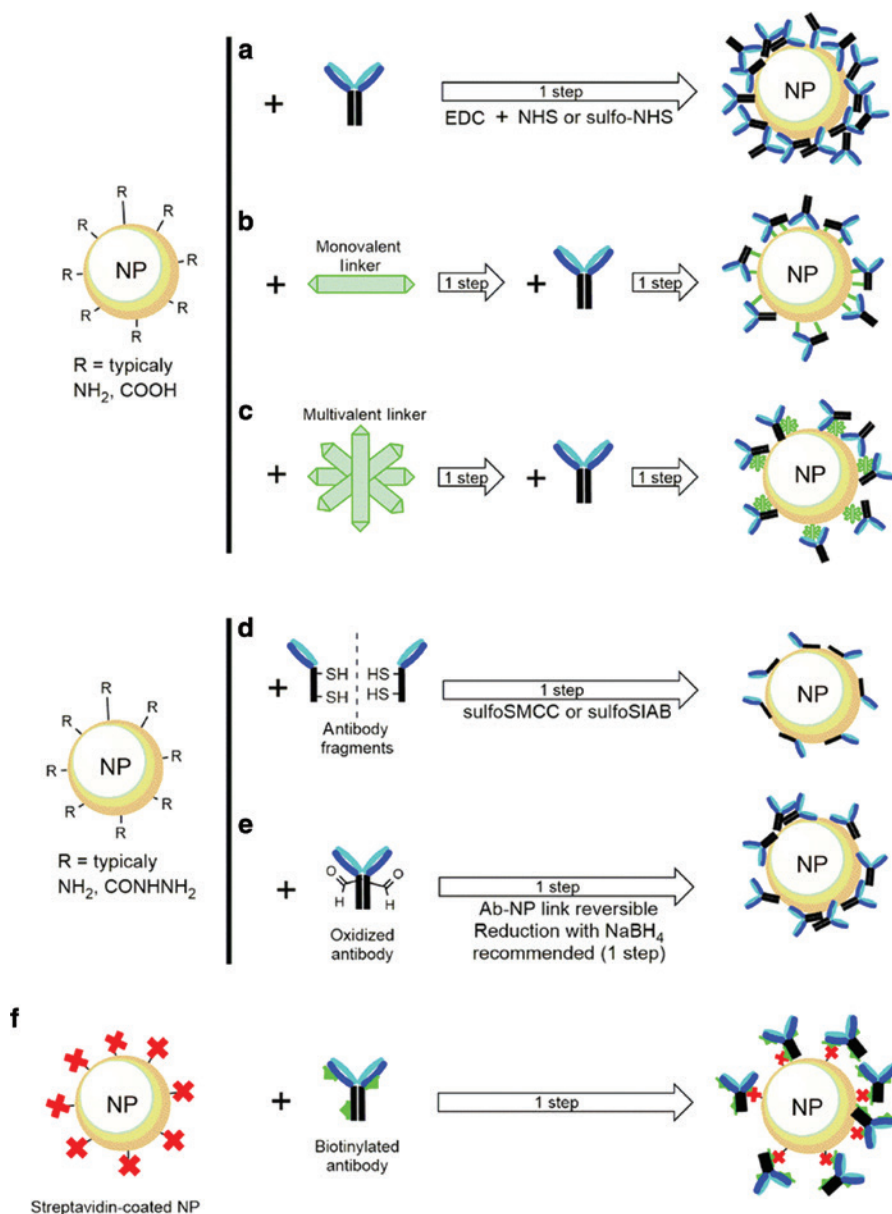 a
+
1 step
EDC + NHS or sulfo-NHS
NP
R
R
R
R
R
R
R
R
R
NP
R = typicaly
NH₂, COOH
b
+
Monovalent
linker
1 step
+
1 step
NP
c
+
Multivalent linker
1 step
+
1 step
NP
d
+
SH HS
SH HS
Antibody
fragments
1 step
sulfoSMCC or sulfoSIAB
NP
R
R
R
R
R
R
R
R
R
NP
R = typicaly
NH₂, CONHNH₂
e
+
O O
H H
Oxidized
antibody
1 step
Ab-NP link reversible
Reduction with NaBH₄
recommended (1 step)
NP
f
NP
Streptavidin-coated NP
+
Biotinylated
antibody
1 step
NP